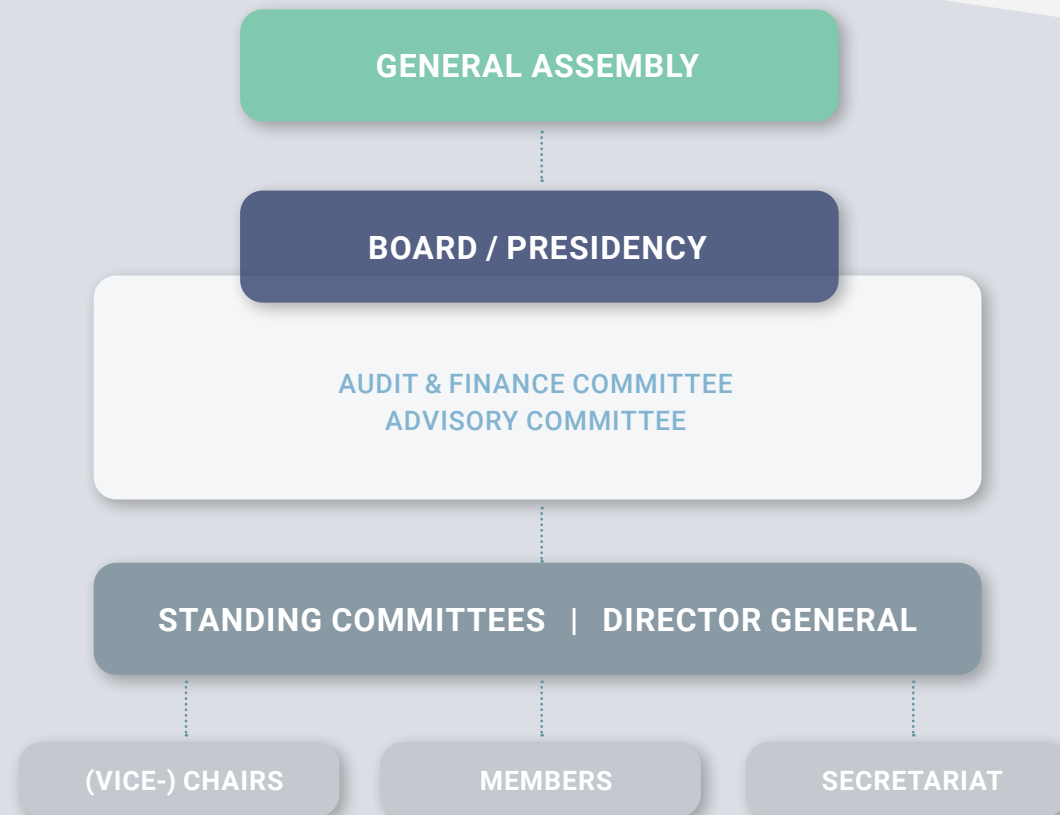 GENERAL ASSEMBLY
BOARD / PRESIDENCY
AUDIT & FINANCE COMMITTEE
ADVISORY COMMITTEE
STANDING COMMITTEES | DIRECTOR GENERAL
(VICE-) CHAIRS
MEMBERS
SECRETARIAT